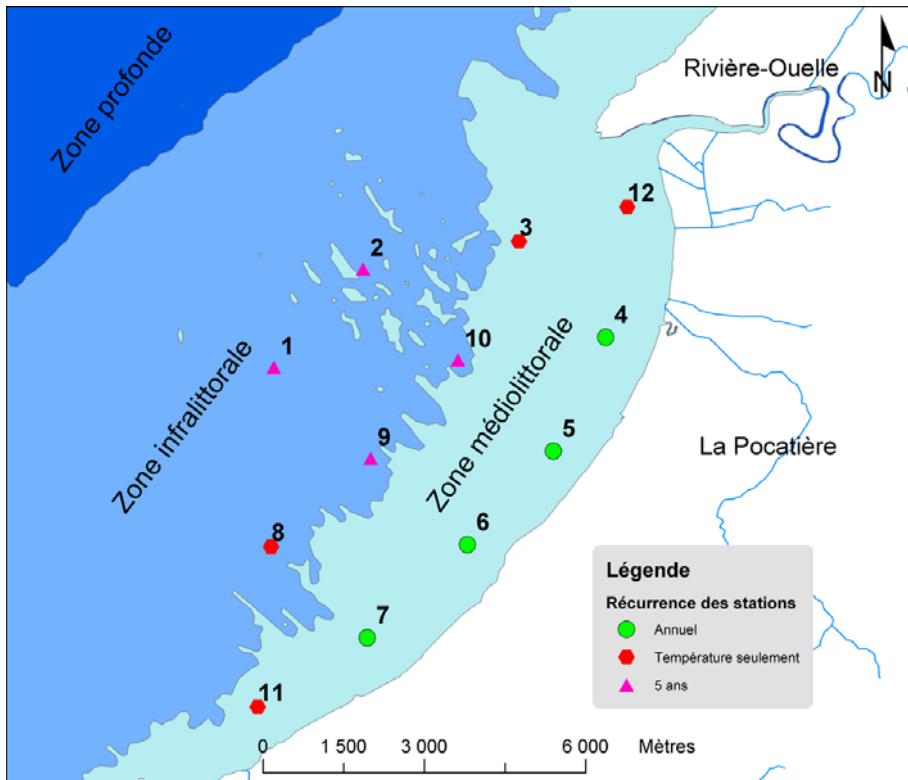 Zone profonde
Rivière-Ouelle
N
12
3
2
4
10
1
Zone infralittorale
Zone médiolittorale
5
La Pocatière
9
6
8
Légende
Récurrence des stations
Annuel
Température seulement
5 ans
7
11
0 1 500 3 000 6 000 Mètres